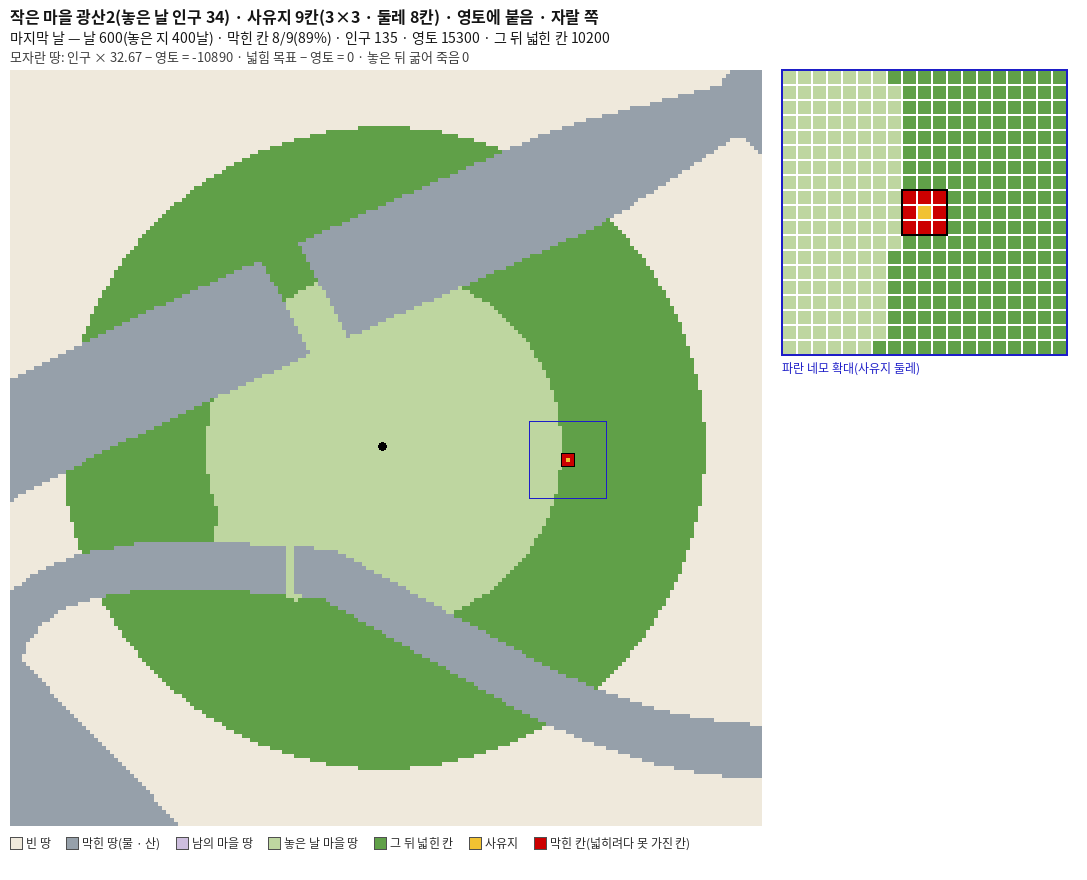 작은 마을 광산2(놓은 날 인구 34) · 사유지 9칸(3×3 · 둘레 8칸) · 영토에 붙음 · 자랄 쪽
마지막 날 — 날 600(놓은 지 400날) · 막힌 칸 8/9(89%) · 인구 135 · 영토 15300 · 그 뒤 넓힌 칸 10200
모자란 땅: 인구 × 32.67 − 영토 = -10890 · 넓힘 목표 − 영토 = 0 · 놓은 뒤 굶어 죽음 0
파란 네모 확대(사유지 둘레)
빈 땅 막힌 땅(물 · 산) 남의 마을 땅 놓은 날 마을 땅 그 뒤 넓힌 칸 사유지 막힌 칸(넓히려다 못 가진 칸)